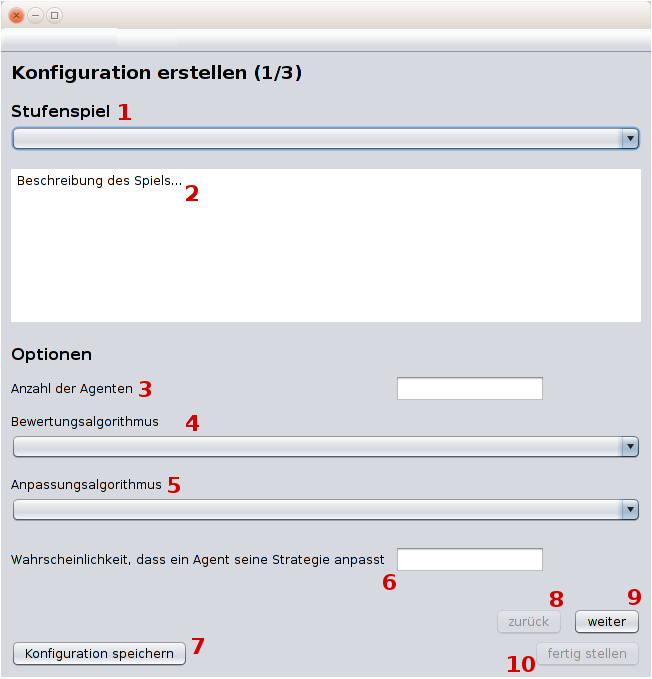 Konfiguration erstellen (1/3)
Stufenspiel 1
Beschreibung des Spiels...
2
Optionen
Anzahl der Agenten 3
Bewertungsalgorithmus 4
Anpassungsalgorithmus 5
Wahrscheinlichkeit, dass ein Agent seine Strategie anpasst
6
8 9
zurück weiter
Konfiguration speichern 7 10 fertig stellen